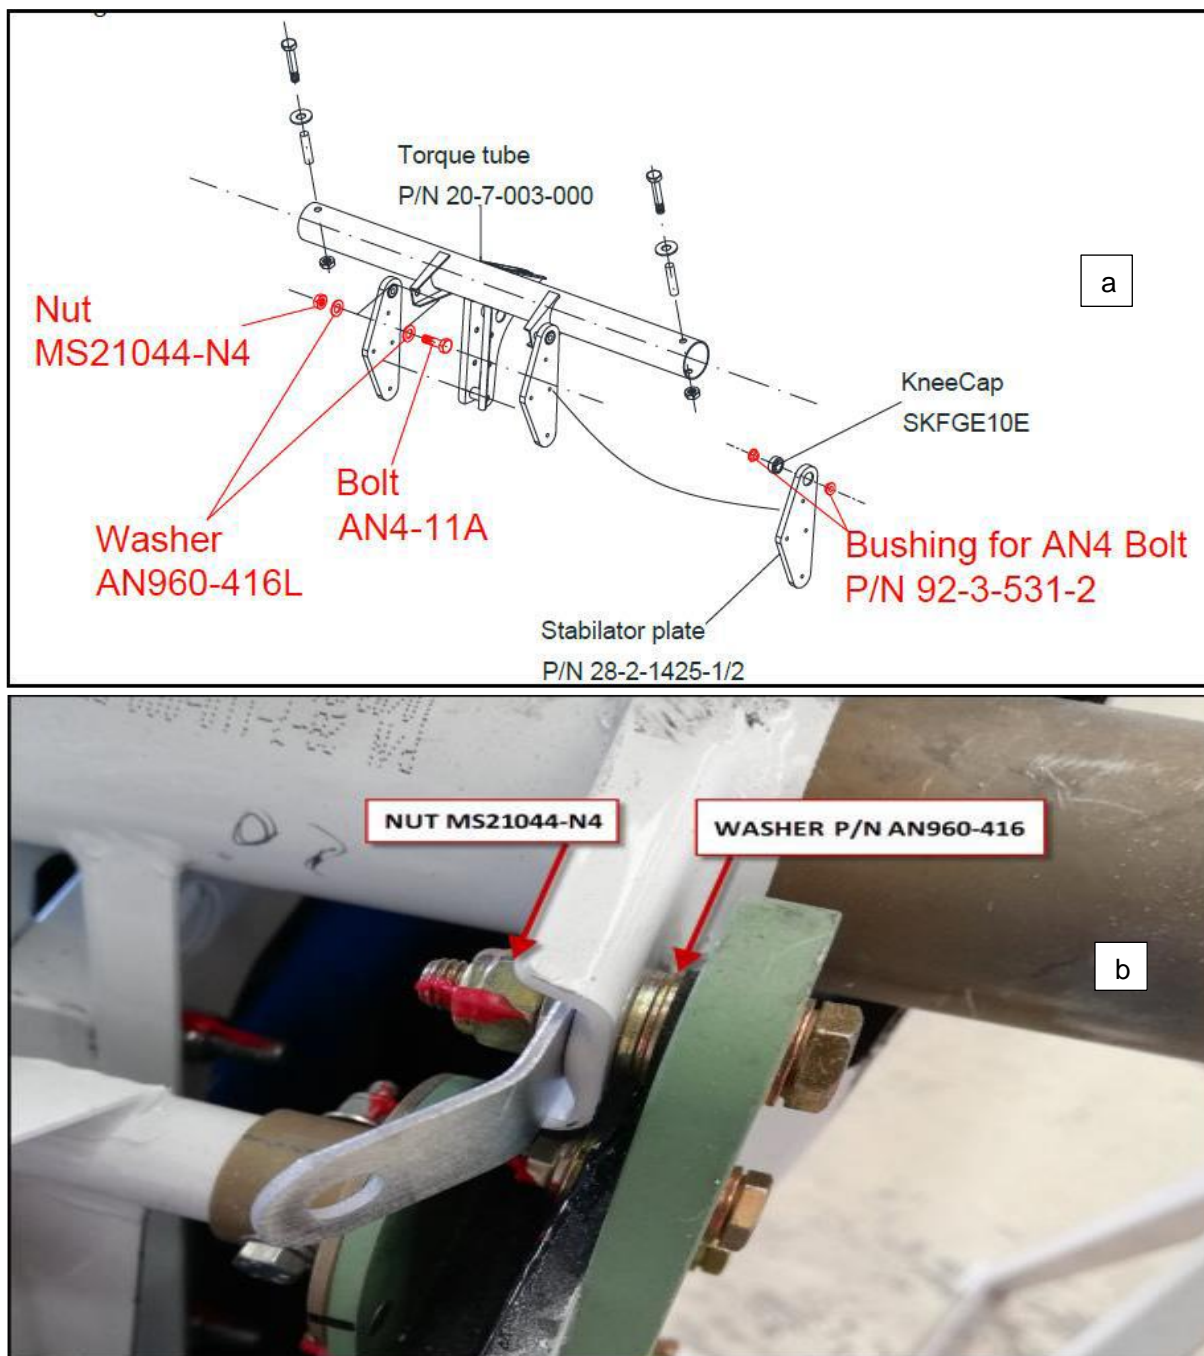 Torque tube
P/N 20-7-003-000
a
Nut
MS21044-N4
KneeCap
SKFGE10E
Bolt
AN4-11A
Washer
AN960-416L
Bushing for AN4 Bolt
P/N 92-3-531-2
Stabilator plate
P/N 28-2-1425-1/2
NUT MS21044-N4
WASHER P/N AN960-416
b